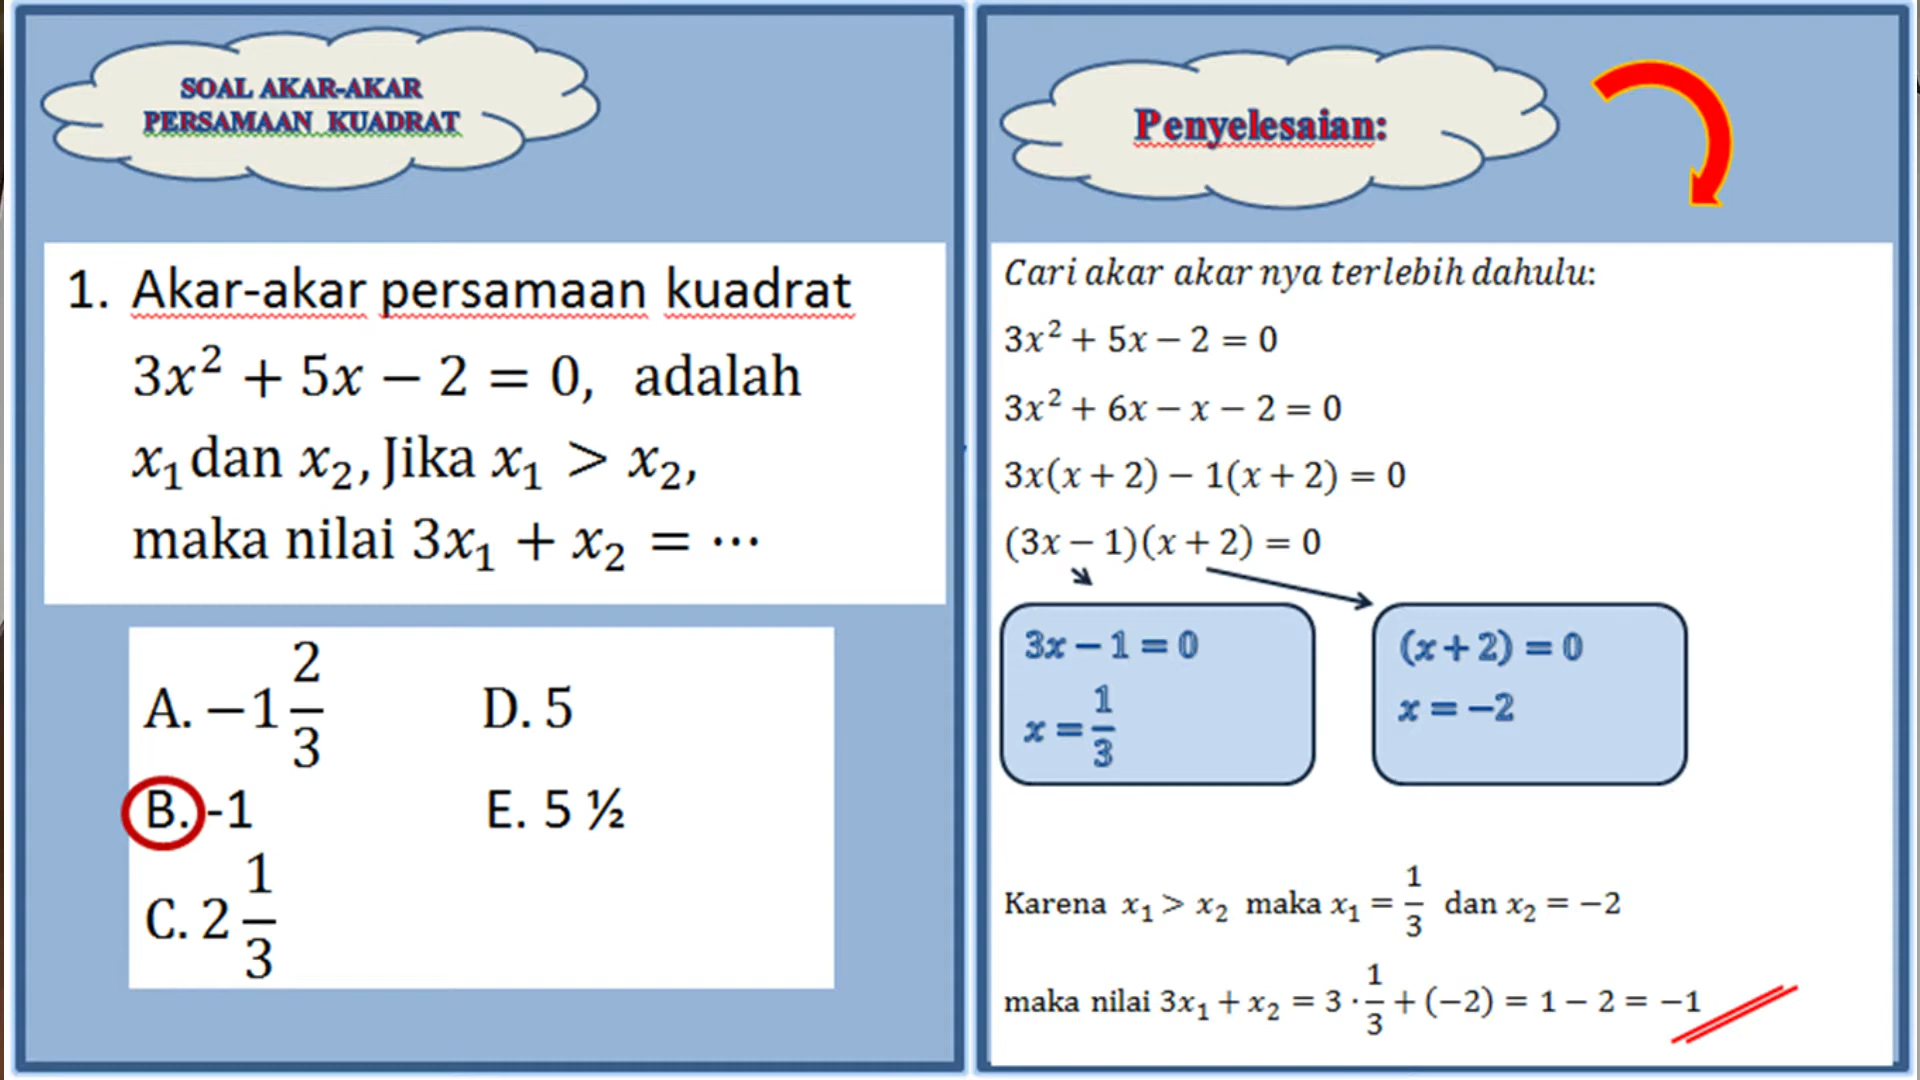 SOAL AKAR-AKAR
PERSAMAAN KUADRAT
1. Akar-akar persamaan kuadrat
3x² + 5x − 2 = 0, adalah
x₁ dan x₂, Jika x₁ > x₂,
maka nilai 3x₁ + x₂ = ⋯
A. −1 2/3
D. 5
B. -1
E. 5 ½
C. 2 1/3
Penyelesaian:
Cari akar akar nya terlebih dahulu:
3x² + 5x − 2 = 0
3x² + 6x − x − 2 = 0
3x(x + 2) − 1(x + 2) = 0
(3x − 1)(x + 2) = 0
3x − 1 = 0
x = 1/3
(x + 2) = 0
x = −2
Karena x₁ > x₂ maka x₁ = 1/3 dan x₂ = −2
maka nilai 3x₁ + x₂ = 3 · 1/3 + (−2) = 1 − 2 = −1